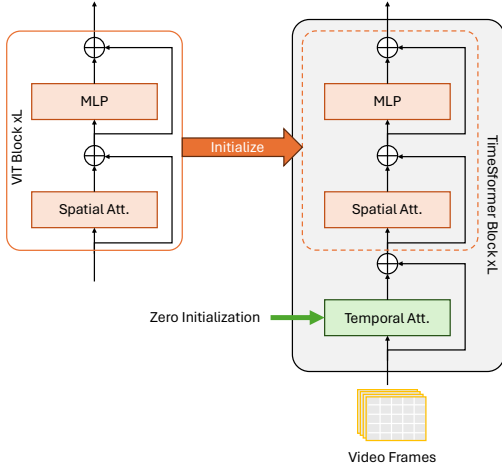 VIT Block xL
MLP
Spatial Att.
Initialize
MLP
Spatial Att.
TimeSformer Block xL
Zero Initialization
Temporal Att.
Video Frames